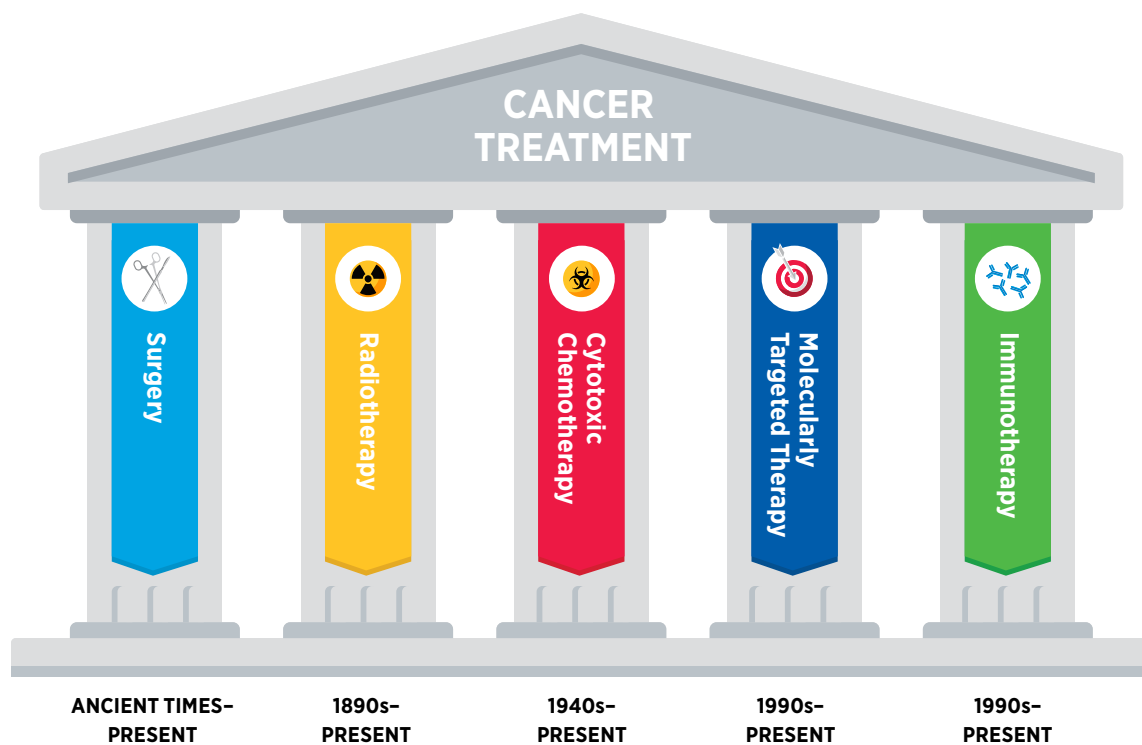 CANCER
TREATMENT
Surgery
Radiotherapy
Cytotoxic
Chemotherapy
Molecularly
Targeted Therapy
Immunotherapy
ANCIENT TIMES–
PRESENT
1890s–
PRESENT
1940s–
PRESENT
1990s–
PRESENT
1990s–
PRESENT